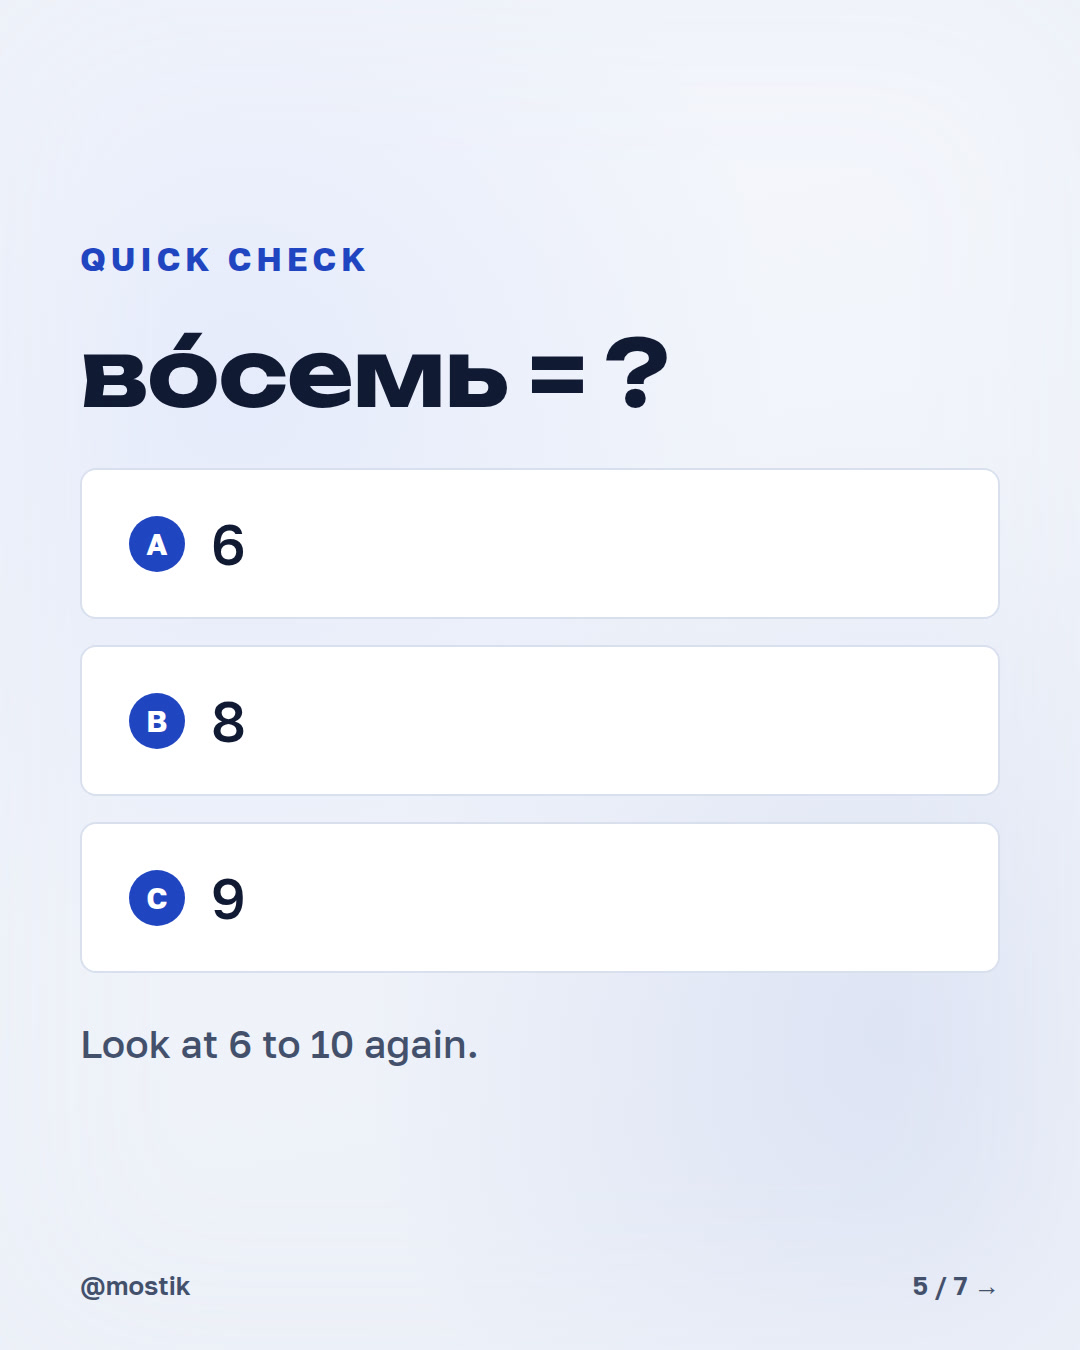 QUICK CHECK
во́семь = ?
A 6
B 8
C 9
Look at 6 to 10 again.
@mostik
5 / 7 →